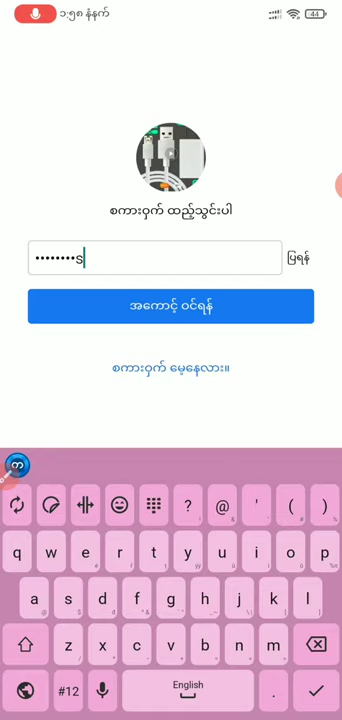 ၁:၅၈ နံနက်
44
စကားဝှက် ထည့်သွင်းပါ
••••••••s
ပြရန်
အကောင့် ဝင်ရန်
စကားဝှက် မေ့နေလား။
က
? @ ' ( )
q w e r t y u i o p
a s d f g h j k l
z x c v b n m
#12 English .